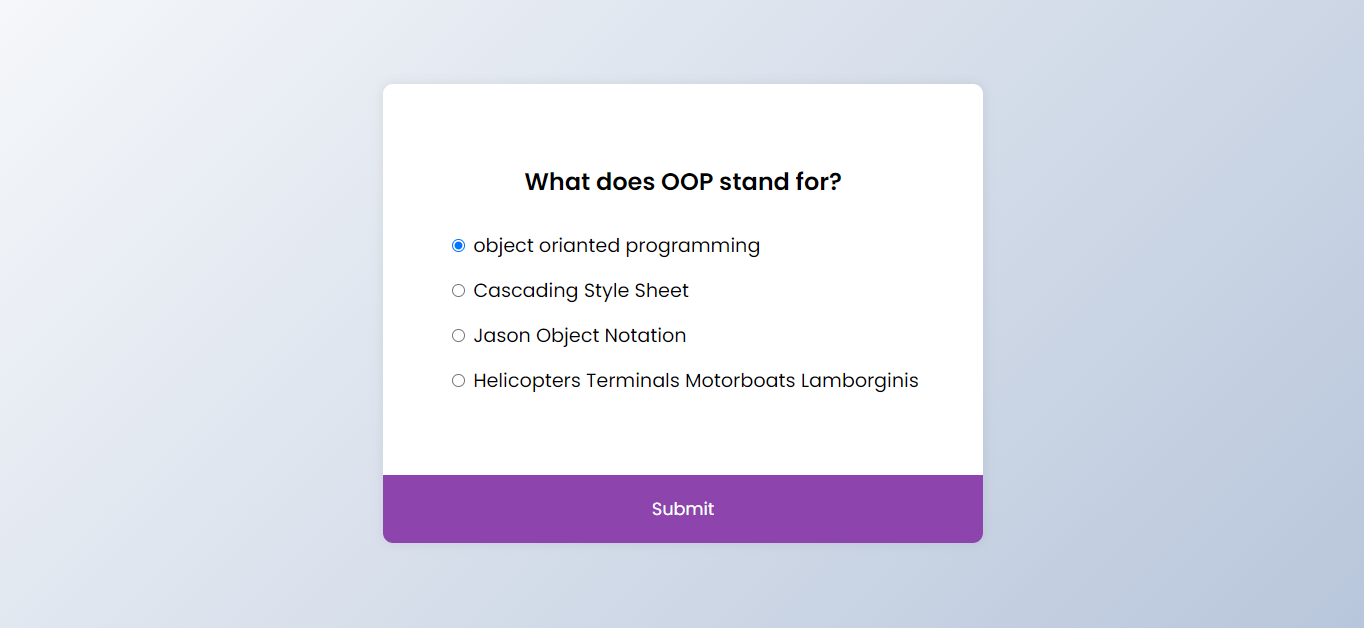 What does OOP stand for?
object orianted programming
Cascading Style Sheet
Jason Object Notation
Helicopters Terminals Motorboats Lamborginis
Submit